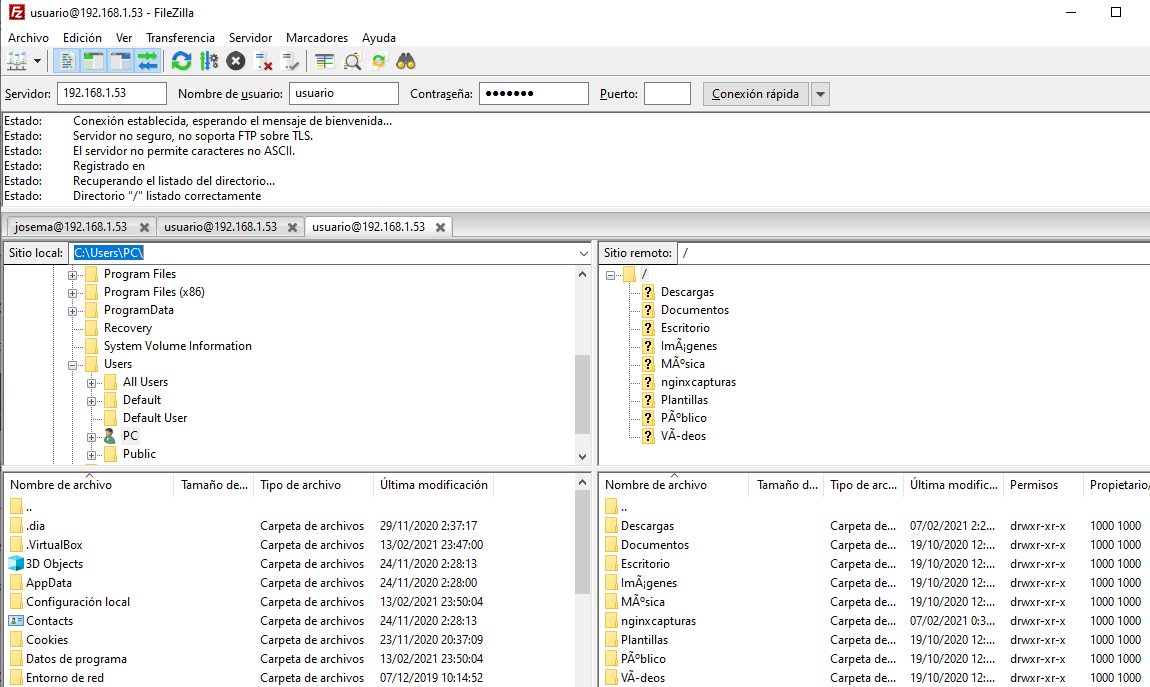 usuario@192.168.1.53 - FileZilla
Archivo Edición Ver Transferencia Servidor Marcadores Ayuda
Servidor: 192.168.1.53 Nombre de usuario: usuario Contraseña: ●●●●●●● Puerto: Conexión rápida
Estado: Conexión establecida, esperando el mensaje de bienvenida...
Estado: Servidor no seguro, no soporta FTP sobre TLS.
Estado: El servidor no permite caracteres no ASCII.
Estado: Registrado en
Estado: Recuperando el listado del directorio...
Estado: Directorio "/" listado correctamente
josema@192.168.1.53 usuario@192.168.1.53 usuario@192.168.1.53
Sitio local: C:\Users\PC\
Program Files
Program Files (x86)
ProgramData
Recovery
System Volume Information
Users
All Users
Default
Default User
PC
Public
Sitio remoto: /
/
Descargas
Documentos
Escritorio
ImÃ¡genes
MÃºsica
nginxcapturas
Plantillas
PÃºblico
VÃ-deos
Nombre de archivo Tamaño de... Tipo de archivo Última modificación
..
.dia Carpeta de archivos 29/11/2020 2:37:17
.VirtualBox Carpeta de archivos 13/02/2021 23:47:00
3D Objects Carpeta de archivos 24/11/2020 2:28:13
AppData Carpeta de archivos 24/11/2020 2:28:00
Configuración local Carpeta de archivos 13/02/2021 23:50:04
Contacts Carpeta de archivos 24/11/2020 2:28:13
Cookies Carpeta de archivos 23/11/2020 20:37:09
Datos de programa Carpeta de archivos 13/02/2021 23:50:04
Entorno de red Carpeta de archivos 07/12/2019 10:14:52
Nombre de archivo Tamaño d... Tipo de arc... Última modific... Permisos Propietario/
..
Descargas Carpeta de... 07/02/2021 2:2... drwxr-xr-x 1000 1000
Documentos Carpeta de... 19/10/2020 12:... drwxr-xr-x 1000 1000
Escritorio Carpeta de... 19/10/2020 12:... drwxr-xr-x 1000 1000
ImÃ¡genes Carpeta de... 19/10/2020 12:... drwxr-xr-x 1000 1000
MÃºsica Carpeta de... 19/10/2020 12:... drwxr-xr-x 1000 1000
nginxcapturas Carpeta de... 07/02/2021 0:3... drwxr-xr-x 1000 1000
Plantillas Carpeta de... 19/10/2020 12:... drwxr-xr-x 1000 1000
PÃºblico Carpeta de... 19/10/2020 12:... drwxr-xr-x 1000 1000
VÃ-deos Carpeta de... 19/10/2020 12:... drwxr-xr-x 1000 1000